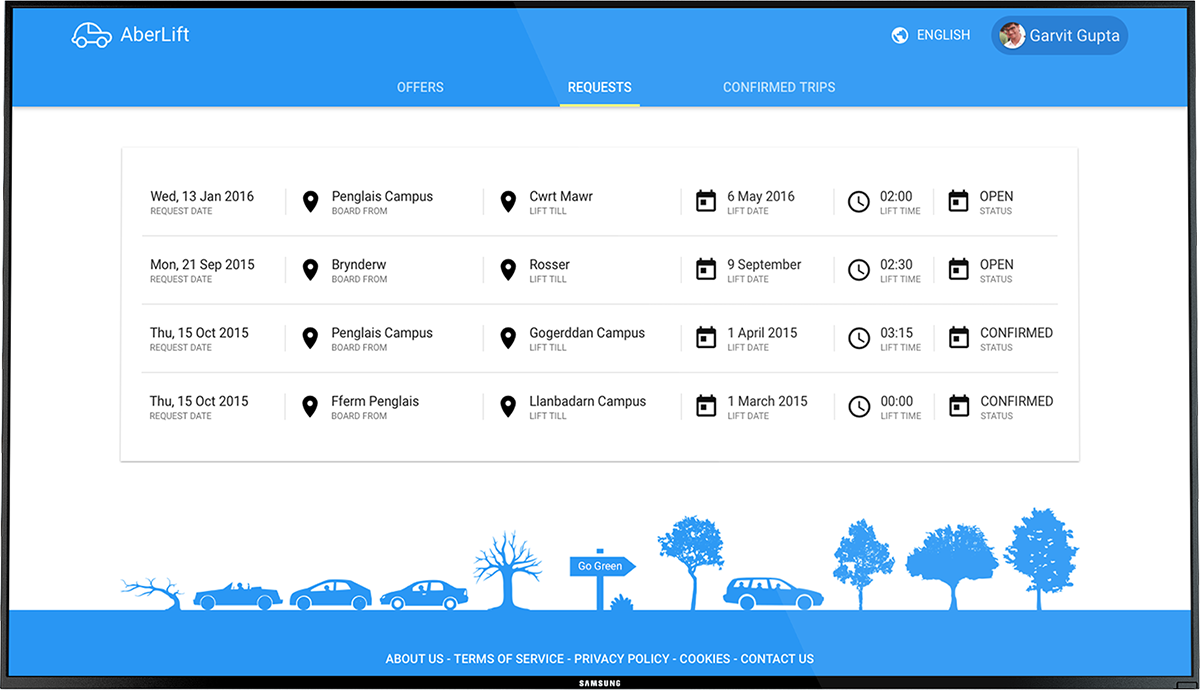 AberLift
ENGLISH
Garvit Gupta
OFFERS REQUESTS CONFIRMED TRIPS
Wed, 13 Jan 2016 Penglais Campus Cwrt Mawr 6 May 2016 02:00 OPEN
REQUEST DATE BOARD FROM LIFT TILL LIFT DATE LIFT TIME STATUS
Mon, 21 Sep 2015 Brynderw Rosser 9 September 02:30 OPEN
REQUEST DATE BOARD FROM LIFT TILL LIFT DATE LIFT TIME STATUS
Thu, 15 Oct 2015 Penglais Campus Gogerddan Campus 1 April 2015 03:15 CONFIRMED
REQUEST DATE BOARD FROM LIFT TILL LIFT DATE LIFT TIME STATUS
Thu, 15 Oct 2015 Fferm Penglais Llanbadarn Campus 1 March 2015 00:00 CONFIRMED
REQUEST DATE BOARD FROM LIFT TILL LIFT DATE LIFT TIME STATUS
Go Green
ABOUT US - TERMS OF SERVICE - PRIVACY POLICY - COOKIES - CONTACT US
SAMSUNG